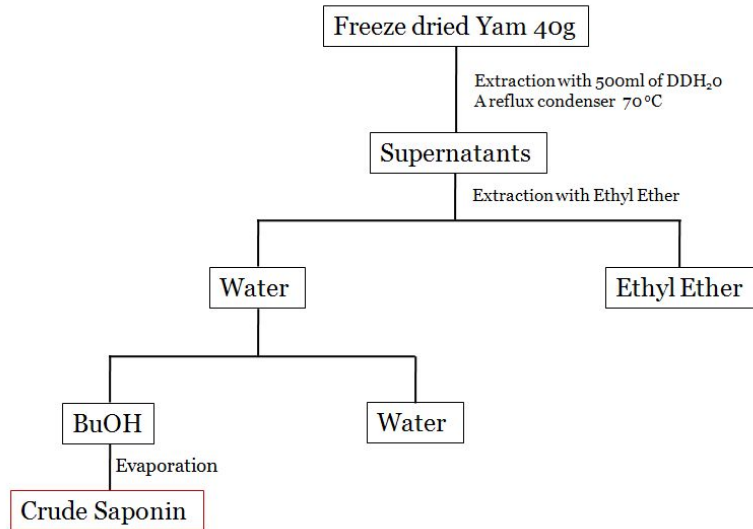 Freeze dried Yam 40g
Extraction with 500ml of DDH₂0
A reflux condenser 70 °C
Supernatants
Extraction with Ethyl Ether
Water
Ethyl Ether
BuOH
Water
Evaporation
Crude Saponin